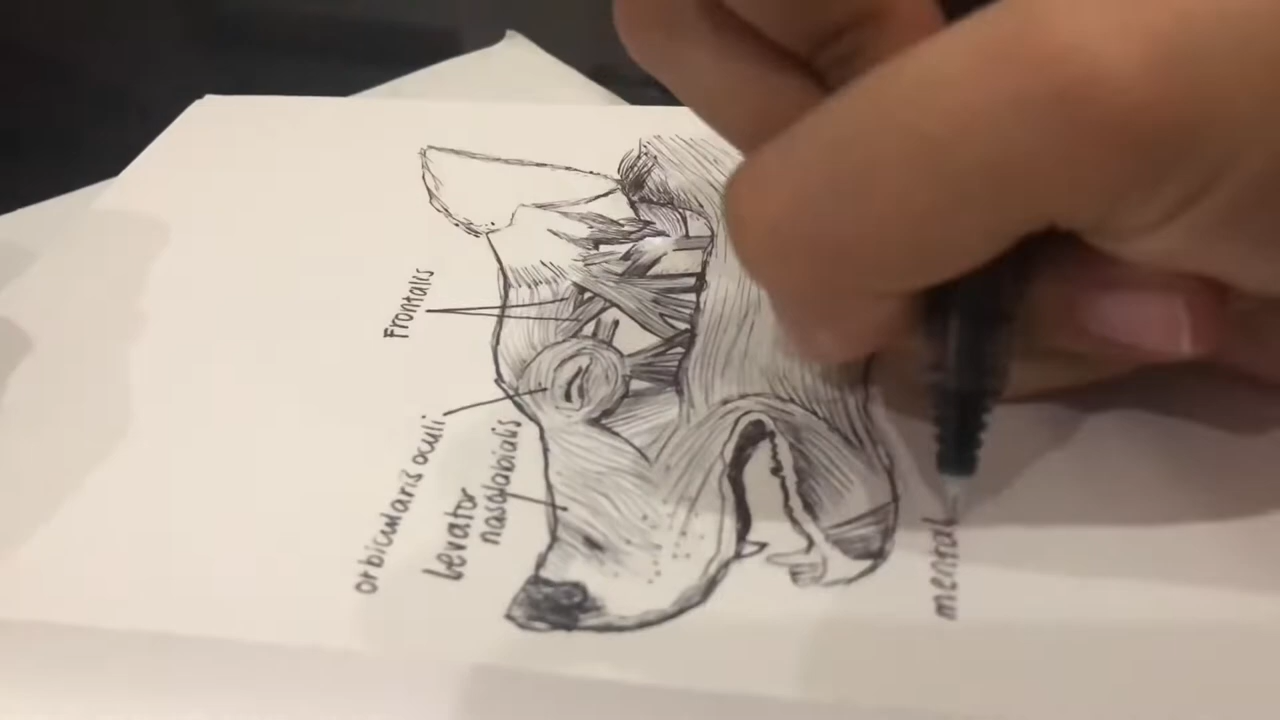 Frontalis
orbicularis oculi
Levator
nasolabialis
mental